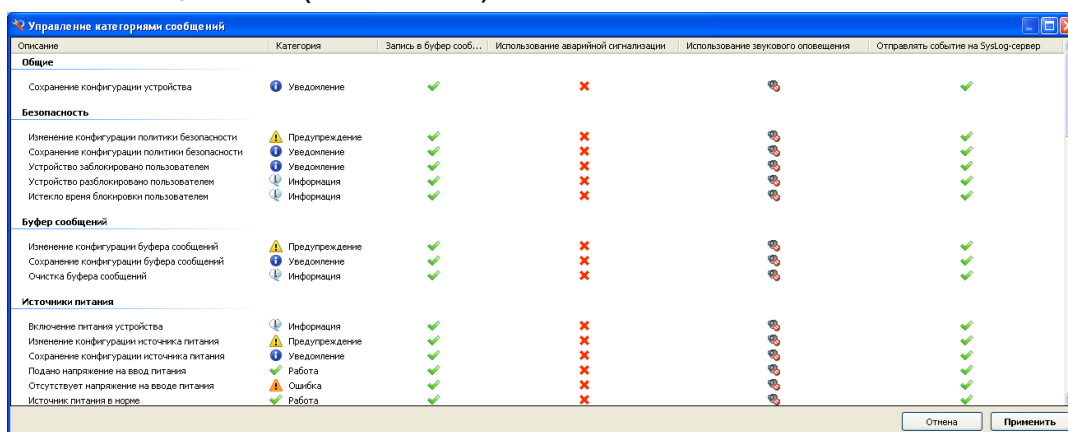 Управление категориями сообщений
Описание Категория Запись в буфер сооб... Использование аварийной сигнализации Использование звукового оповещения Отправлять событие на SysLog-сервер
Общие
Сохранение конфигурации устройства Уведомление
Безопасность
Изменение конфигурации политики безопасности Предупреждение
Сохранение конфигурации политики безопасности Уведомление
Устройство заблокировано пользователем Уведомление
Устройство разблокировано пользователем Информация
Истекло время блокировки пользователем Информация
Буфер сообщений
Изменение конфигурации буфера сообщений Предупреждение
Сохранение конфигурации буфера сообщений Уведомление
Очистка буфера сообщений Информация
Источники питания
Включение питания устройства Информация
Изменение конфигурации источника питания Предупреждение
Сохранение конфигурации источника питания Уведомление
Подано напряжение на ввод питания Работа
Отсутствует напряжение на вводе питания Ошибка
Источник питания в норме Работа
Отмена Применить